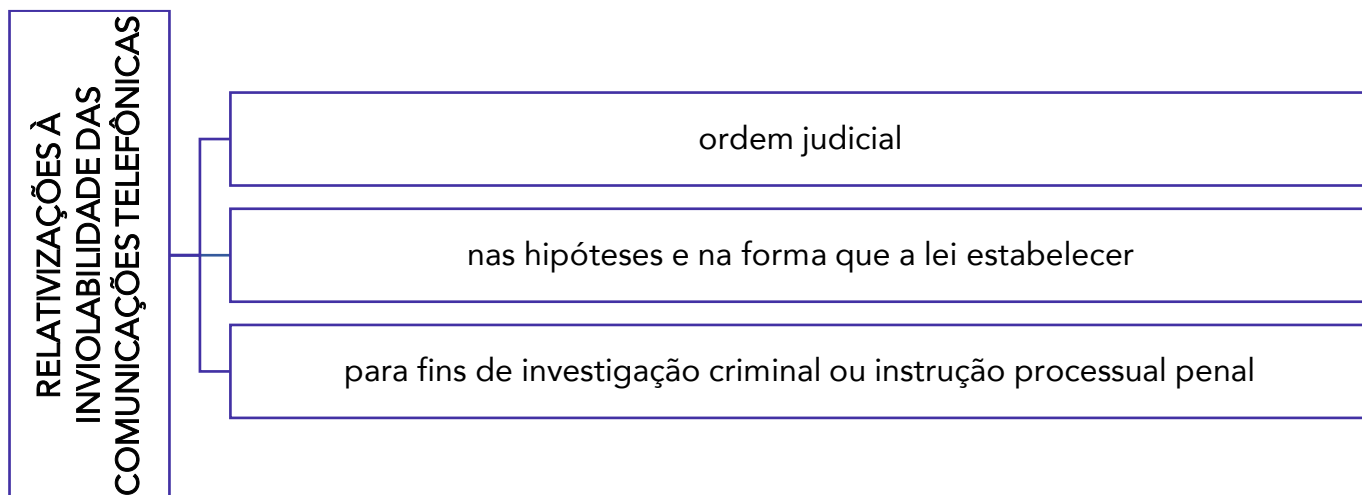 RELATIVIZAÇÕES À
INVIOLABILIDADE DAS
COMUNICAÇÕES TELEFÔNICAS
ordem judicial
nas hipóteses e na forma que a lei estabelecer
para fins de investigação criminal ou instrução processual penal